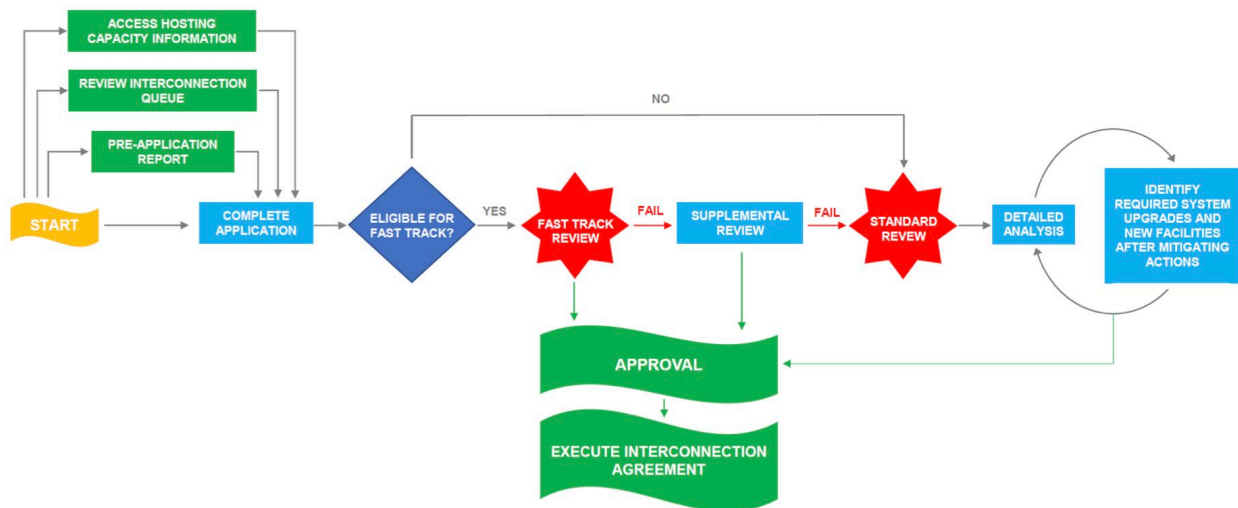 ACCESS HOSTING
CAPACITY INFORMATION
REVIEW INTERCONNECTION
QUEUE
PRE-APPLICATION
REPORT
START
COMPLETE
APPLICATION
ELIGIBLE FOR
FAST TRACK?
NO
YES
FAST TRACK
REVIEW
FAIL
SUPPLEMENTAL
REVIEW
FAIL
STANDARD
REVEW
DETAILED
ANALYSIS
IDENTIFY
REQUIRED SYSTEM
UPGRADES AND
NEW FACILITIES
AFTER MITIGATING
ACTIONS
APPROVAL
EXECUTE INTERCONNECTION
AGREEMENT